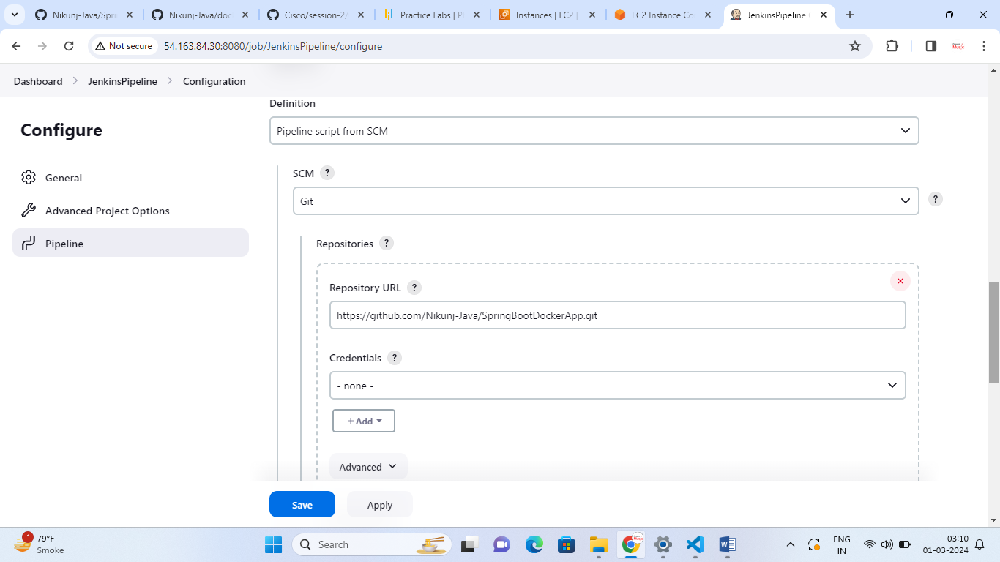 Nikunj-Java/Spri
Nikunj-Java/doc
Cisco/session-2/
Practice Labs | Pl
Instances | EC2 |
EC2 Instance Co
JenkinsPipeline C
Not secure
54.163.84.30:8080/job/JenkinsPipeline/configure
Dashboard
JenkinsPipeline
Configuration
Configure
General
Advanced Project Options
Pipeline
Definition
Pipeline script from SCM
SCM ?
Git
?
Repositories ?
Repository URL ?
https://github.com/Nikunj-Java/SpringBootDockerApp.git
Credentials ?
- none -
+ Add
Advanced
Save
Apply
1
79°F
Smoke
Search
ENG
IN
03:10
01-03-2024